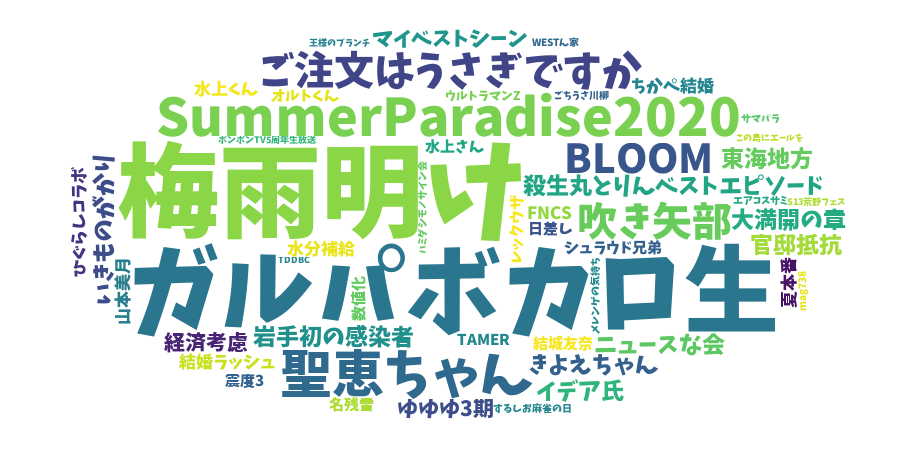 王様のブランチ
マイベストシーン
WESTん家
ご注文はうさぎですか
水上くん
オルトくん
ウルトラマンZ
ごちうさ川柳
ちかぺ結婚
SummerParadise2020
サマパラ
ボンボンTV5周年生放送
水上さん
この島にエールを
梅雨明け
BLOOM
東海地方
ひぐらしコラボ
いきものがかり
ハミダシモノサイン会
殺生丸とりんベストエピソード
エアコスサミ
S13荒野フェス
レックウザ
FNCS
日差し
吹き矢部
大満開の章
水分補給
TDDBC
シュラウド兄弟
官邸抵抗
山本美月
ガルパボカロ生
数値化
メレンゲの気持ち
夏本番
mag738
経済考慮
岩手初の感染者
TAMER
結城友奈
ニュースな会
結婚ラッシュ
聖恵ちゃん
きよえちゃん
震度3
イデア氏
名残雪
ゆゆゆ3期
するしお麻雀の日